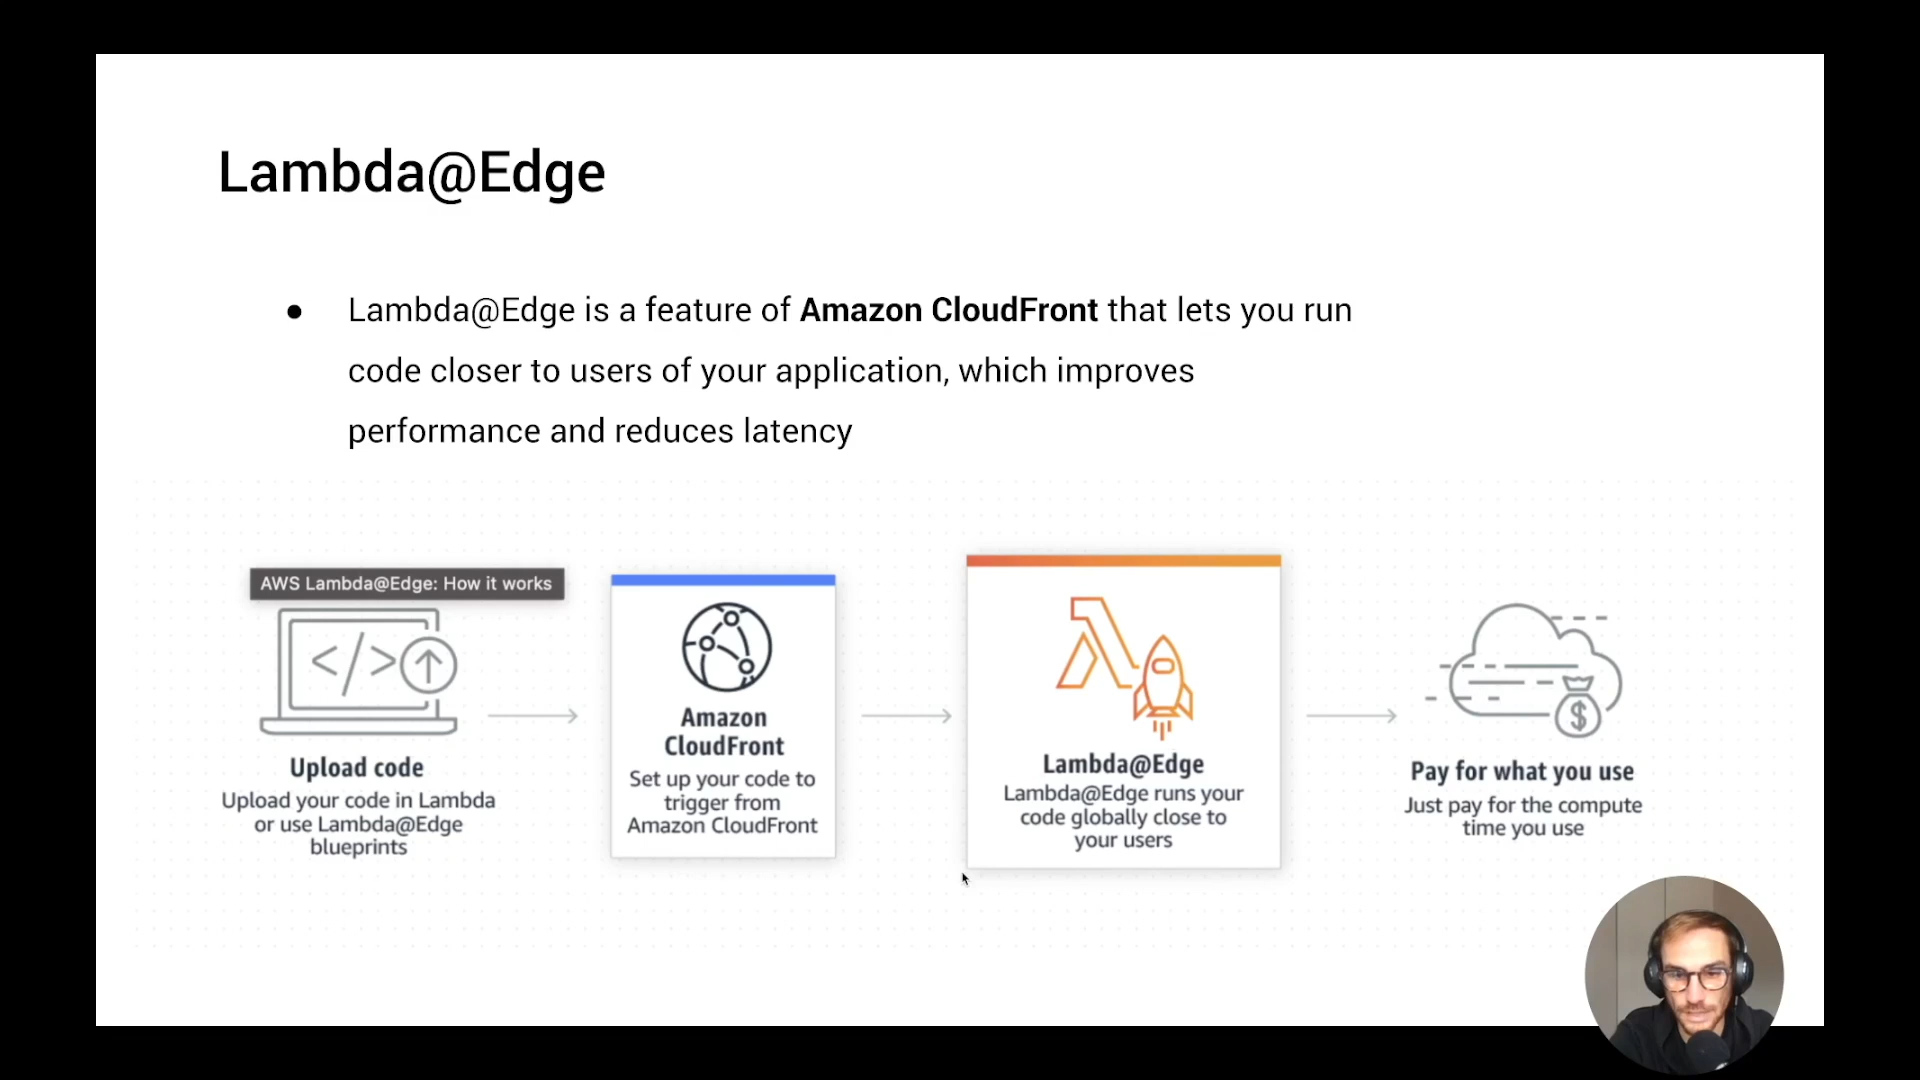 Lambda@Edge
● Lambda@Edge is a feature of Amazon CloudFront that lets you run
code closer to users of your application, which improves
performance and reduces latency
AWS Lambda@Edge: How it works
</>
Upload code
Upload your code in Lambda
or use Lambda@Edge
blueprints
Amazon
CloudFront
Set up your code to
trigger from
Amazon CloudFront
Lambda@Edge
Lambda@Edge runs your
code globally close to
your users
$
Pay for what you use
Just pay for the compute
time you use